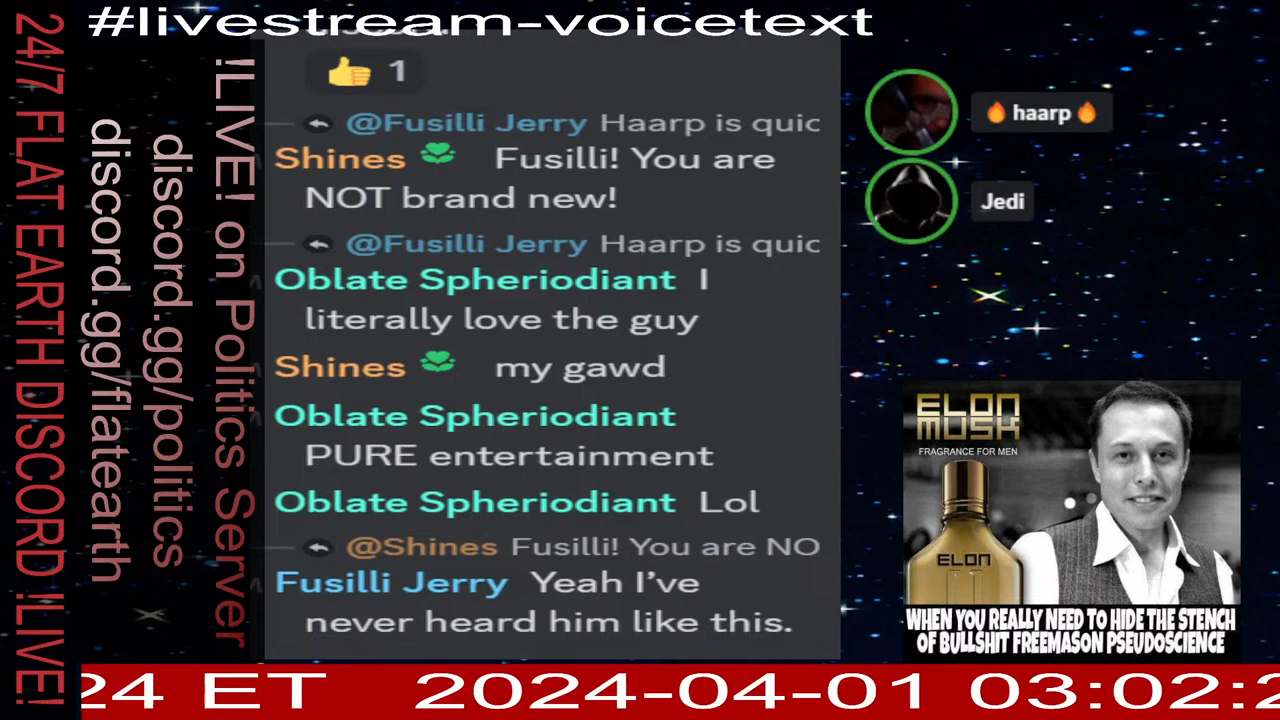 #livestream-voicetext
24/7 FLAT EARTH DISCORD !LIVE!
discord.gg/flatearth
discord.gg/politics
!LIVE! on Politics Server
👍 1
@Fusilli Jerry Haarp is quic
Shines Fusilli! You are
NOT brand new!
@Fusilli Jerry Haarp is quic
Oblate Spheriodiant I
literally love the guy
Shines my gawd
Oblate Spheriodiant
PURE entertainment
Oblate Spheriodiant Lol
@Shines Fusilli! You are NO
Fusilli Jerry Yeah I’ve
never heard him like this.
🔥 haarp 🔥
Jedi
ELON
MUSK
FRAGRANCE FOR MEN
ELON
WHEN YOU REALLY NEED TO HIDE THE STENCH
OF BULLSHIT FREEMASON PSEUDOSCIENCE
24 ET 2024-04-01 03:02:2